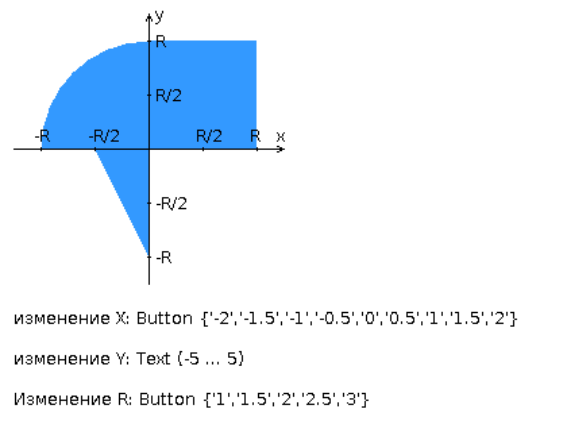 y
R
R/2
-R -R/2 R/2 R x
-R/2
-R
изменение X: Button {'-2','-1.5','-1','-0.5','0','0.5','1','1.5','2'}
изменение Y: Text (-5 ... 5)
Изменение R: Button {'1','1.5','2','2.5','3'}